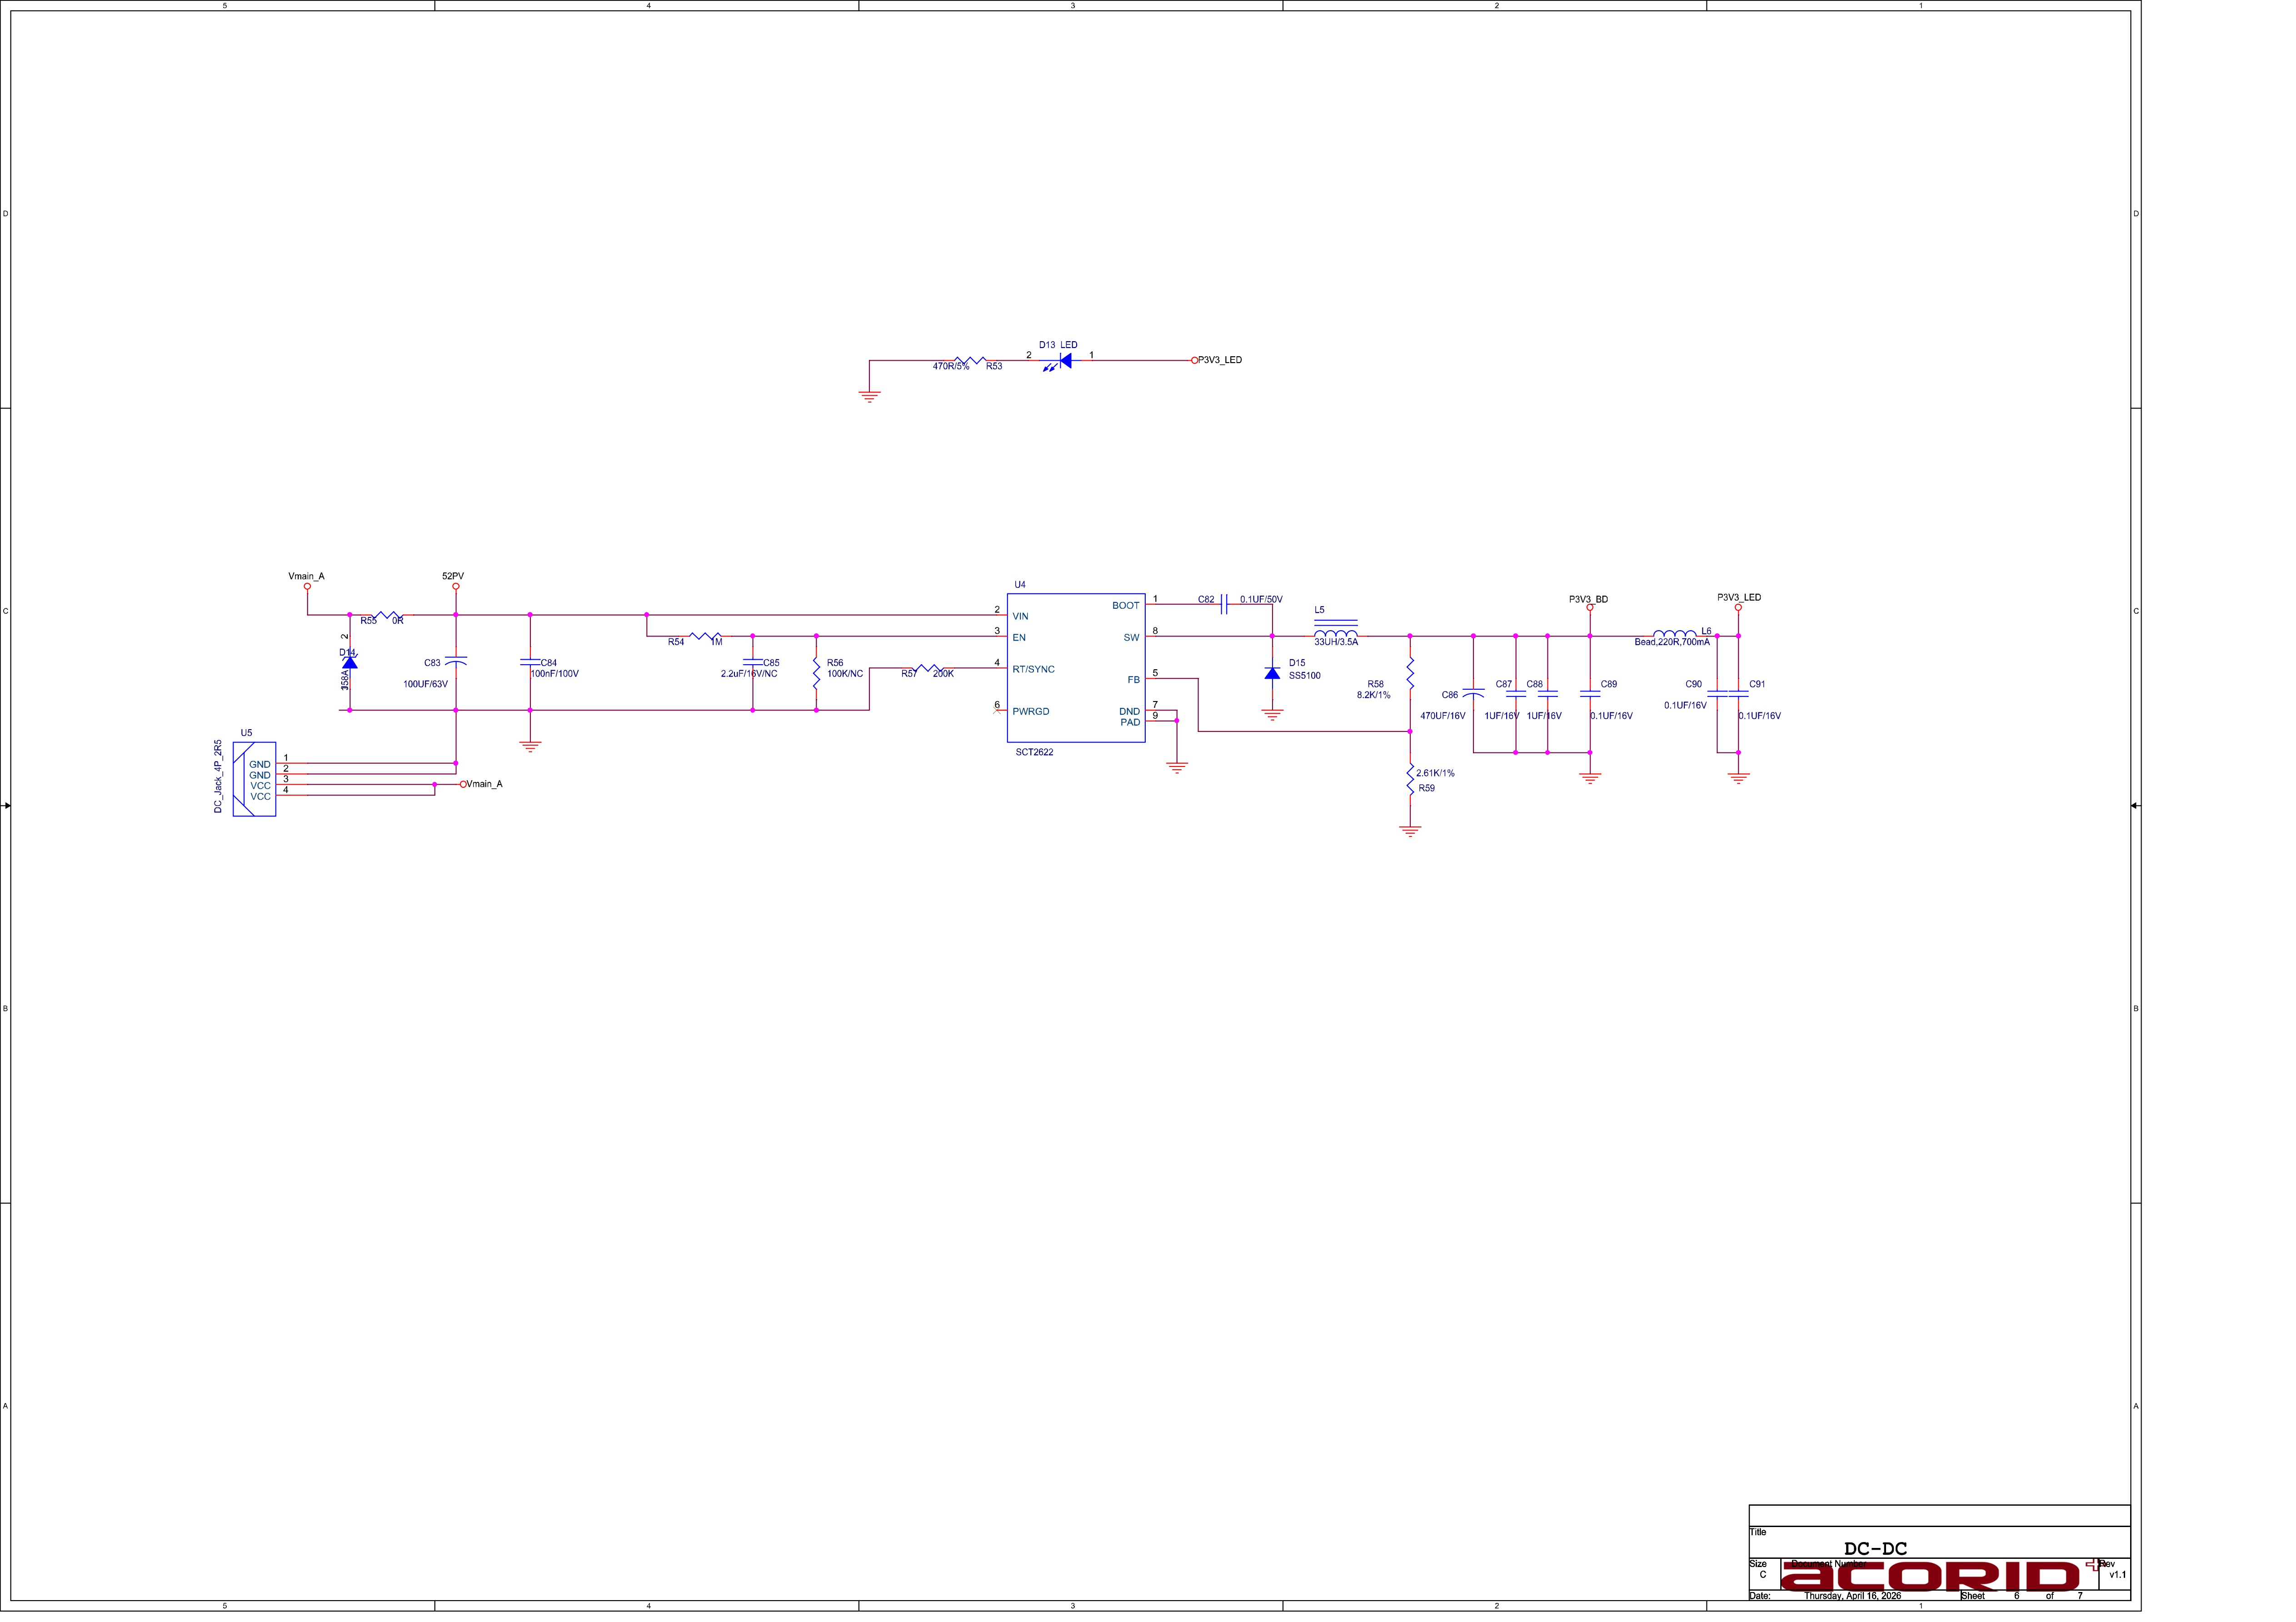 5 4 3 2 1
D D
D13 LED
2 1
470R/5% R53
P3V3_LED
Vmain_A 52PV
C C
R55 0R
2
D14
C83
100UF/63V
C84
100nF/100V
R54 1M
C85
2.2uF/16V/NC
R56
100K/NC
R57 200K
U4
2 VIN
3 EN
4 RT/SYNC
6 PWRGD
BOOT 1
SW 8
FB 5
DND 7
PAD 9
SCT2622
C82 0.1UF/50V
L5
33UH/3.5A
D15
SS5100
R58
8.2K/1%
2.61K/1%
R59
C86
470UF/16V
C87
1UF/16V
C88
1UF/16V
P3V3_BD
C89
0.1UF/16V
L6
Bead,220R,700mA
P3V3_LED
C90
0.1UF/16V
C91
0.1UF/16V
U5
DC_Jack_4P_2R5
GND 1
GND 2
VCC 3
VCC 4
Vmain_A
B B
A A
Title
DC-DC
Size Document Number Rev
C acorid v1.1
Date: Thursday, April 16, 2026 Sheet 6 of 7
5 4 3 2 1